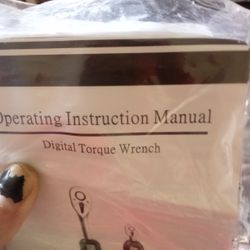 Operating Instruction Manual
Digital Torque Wrench